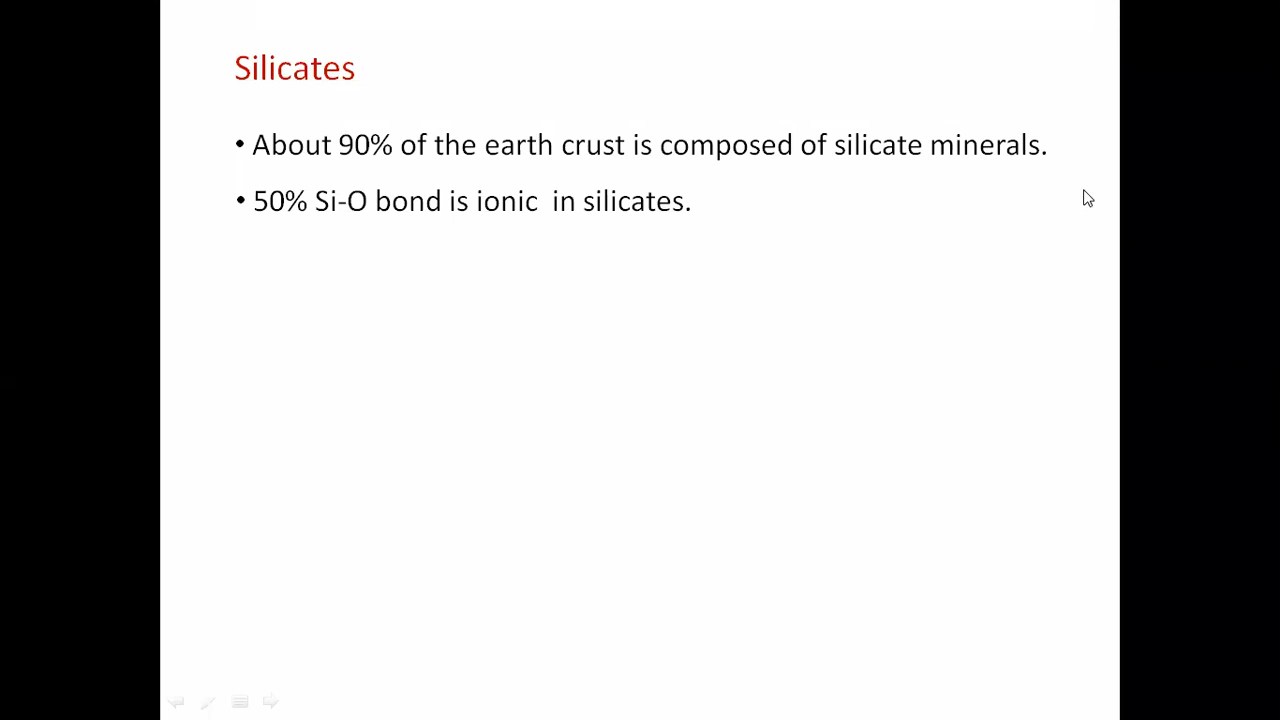 Silicates
• About 90% of the earth crust is composed of silicate minerals.
• 50% Si-O bond is ionic  in silicates.